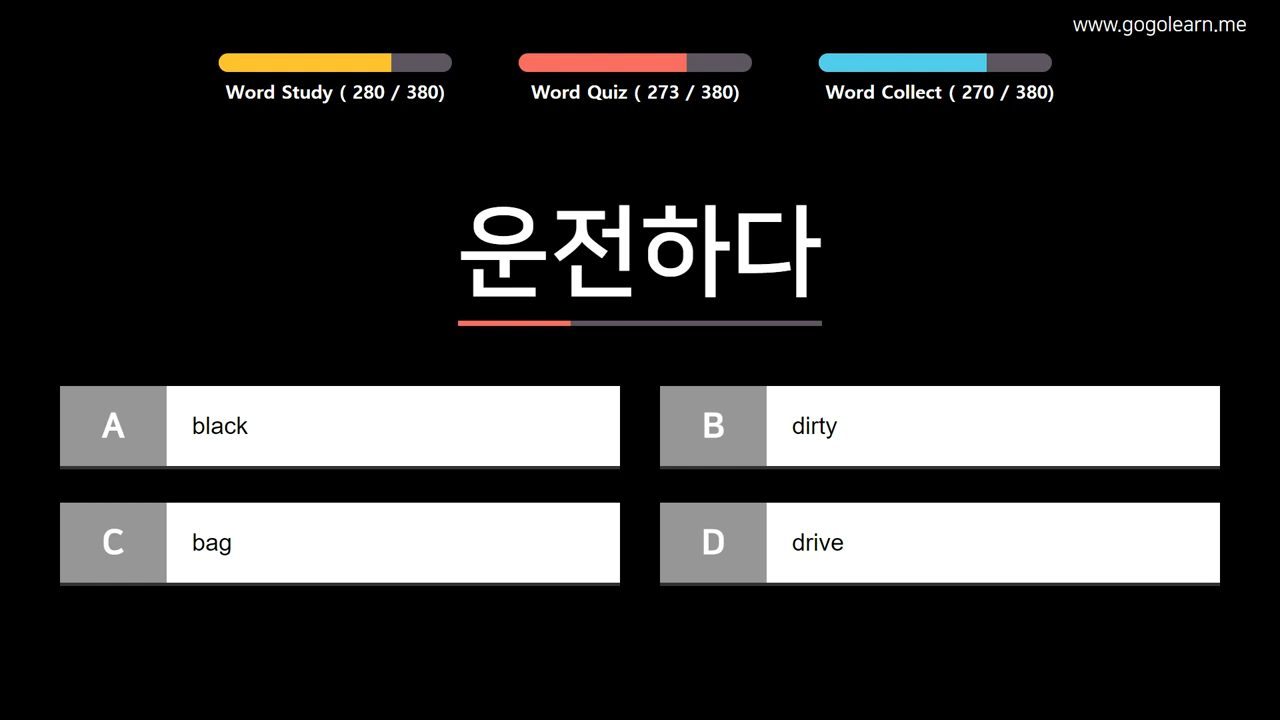 www.gogolearn.me
Word Study ( 280 / 380)
Word Quiz ( 273 / 380)
Word Collect ( 270 / 380)
운전하다
A black
B dirty
C bag
D drive